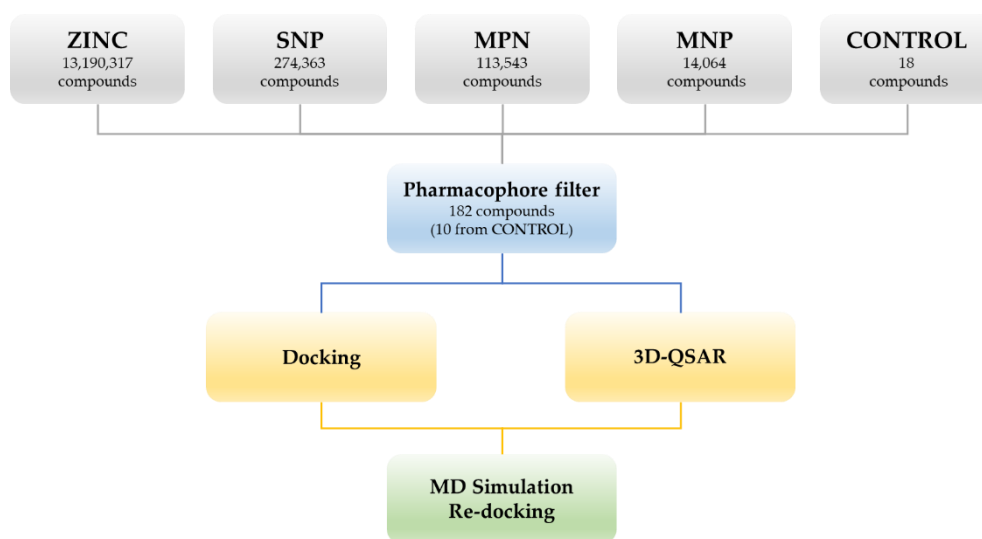 ZINC
13,190,317
compounds
SNP
274,363
compounds
MPN
113,543
compounds
MNP
14,064
compounds
CONTROL
18
compounds
Pharmacophore filter
182 compounds
(10 from CONTROL)
Docking
3D-QSAR
MD Simulation
Re-docking